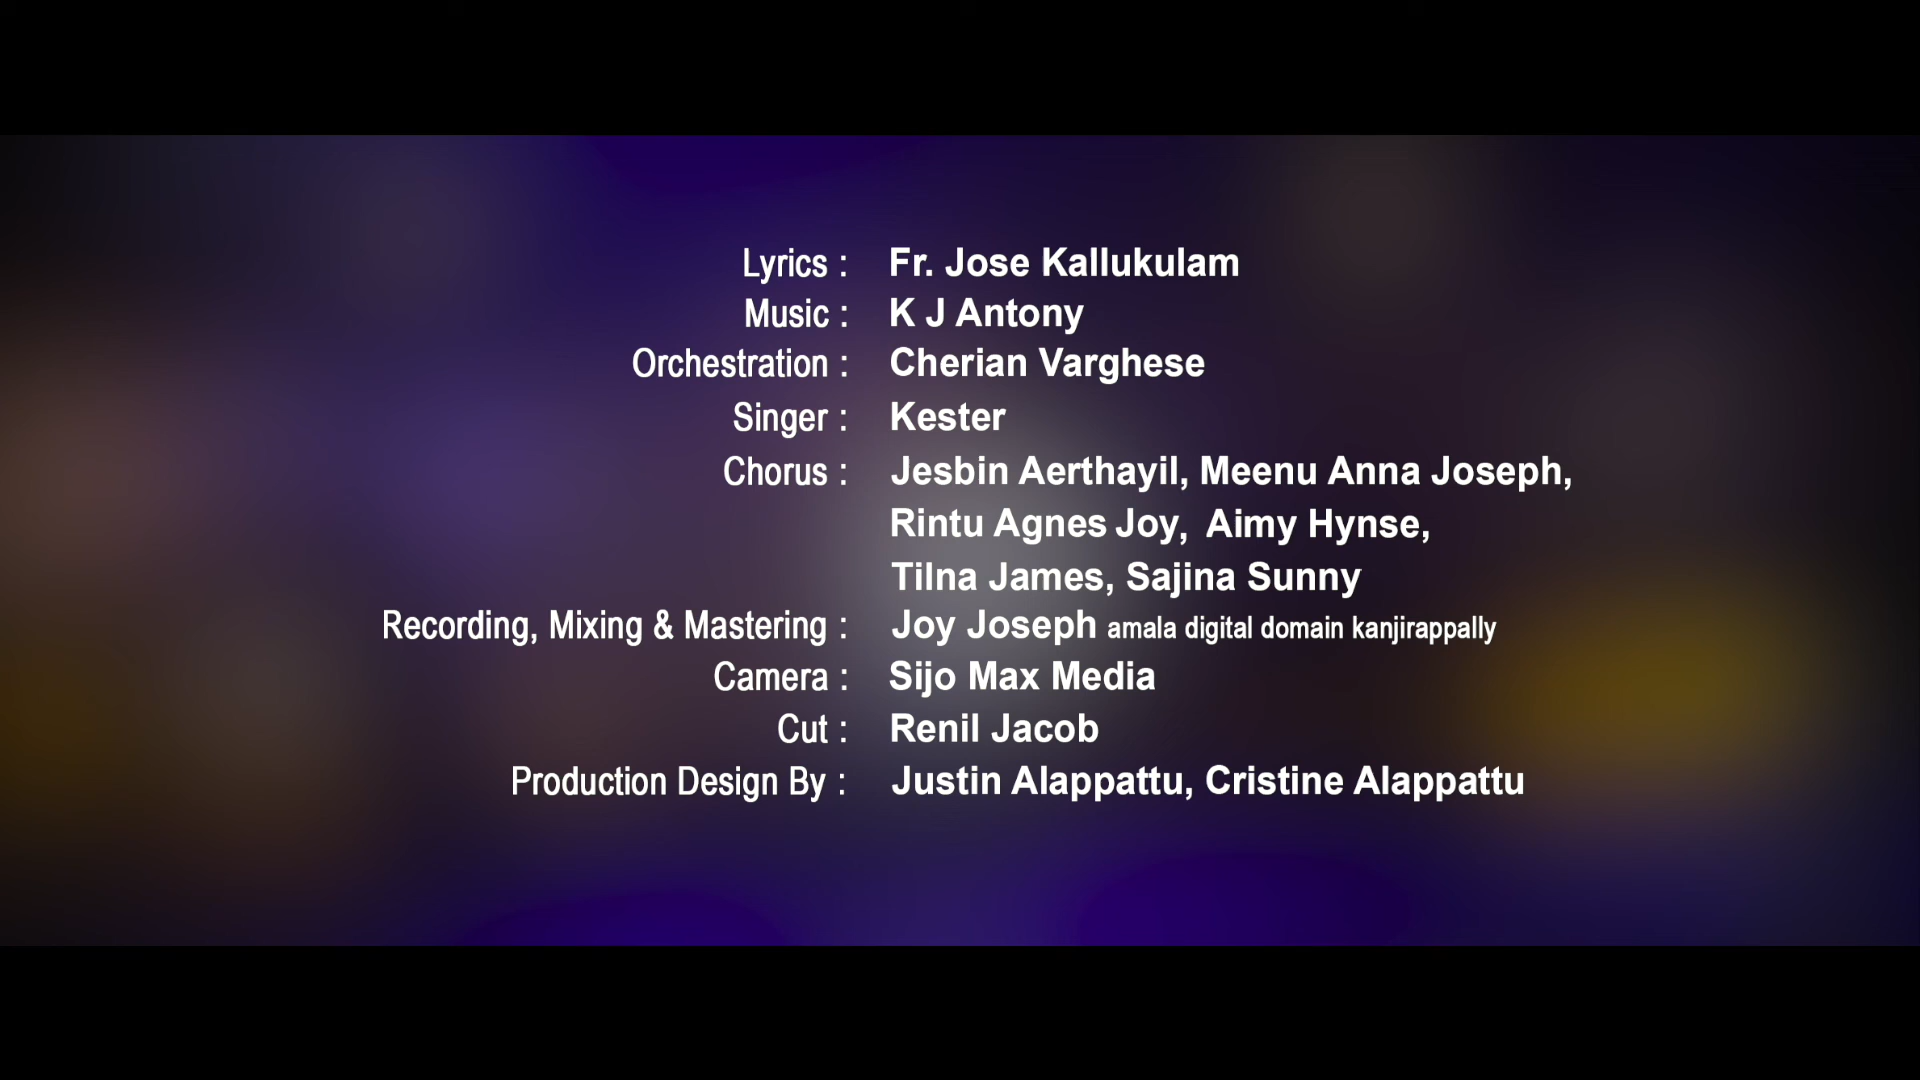 Lyrics : Fr. Jose Kallukulam
Music : K J Antony
Orchestration : Cherian Varghese
Singer : Kester
Chorus : Jesbin Aerthayil, Meenu Anna Joseph,
Rintu Agnes Joy, Aimy Hynse,
Tilna James, Sajina Sunny
Recording, Mixing & Mastering : Joy Joseph amala digital domain kanjirappally
Camera : Sijo Max Media
Cut : Renil Jacob
Production Design By : Justin Alappattu, Cristine Alappattu